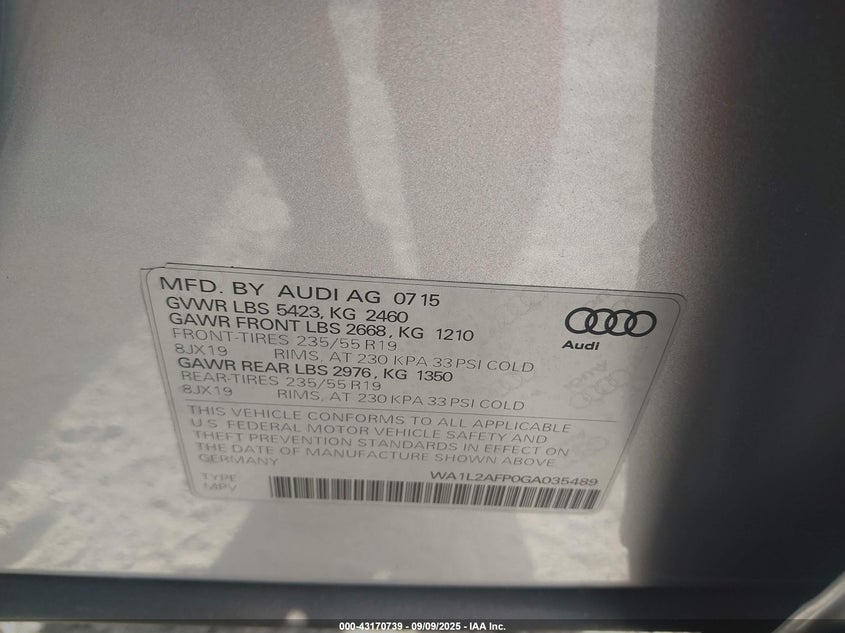 MFD. BY AUDI AG 07 15
GVWR LBS 5423, KG 2460
GAWR FRONT LBS 2668, KG 1210
FRONT-TIRES 235/55 R19
8JX19 RIMS, AT 230 KPA 33 PSI COLD
GAWR REAR LBS 2976, KG 1350
REAR-TIRES 235/55 R19
8JX19 RIMS, AT 230 KPA 33 PSI COLD
Audi
THIS VEHICLE CONFORMS TO ALL APPLICABLE
U.S. FEDERAL MOTOR VEHICLE SAFETY AND
THEFT PREVENTION STANDARDS IN EFFECT ON
THE DATE OF MANUFACTURE SHOWN ABOVE
GERMANY
WA1L2AFP0GA035489
TYPE
MPV
000-43170739 - 09/09/2025 - IAA Inc.